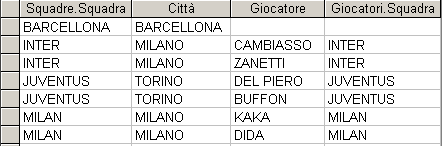 Squadre.Squadra Città Giocatore Giocatori.Squadra
BARCELLONA BARCELLONA
INTER MILANO CAMBIASSO INTER
INTER MILANO ZANETTI INTER
JUVENTUS TORINO DEL PIERO JUVENTUS
JUVENTUS TORINO BUFFON JUVENTUS
MILAN MILANO KAKA MILAN
MILAN MILANO DIDA MILAN